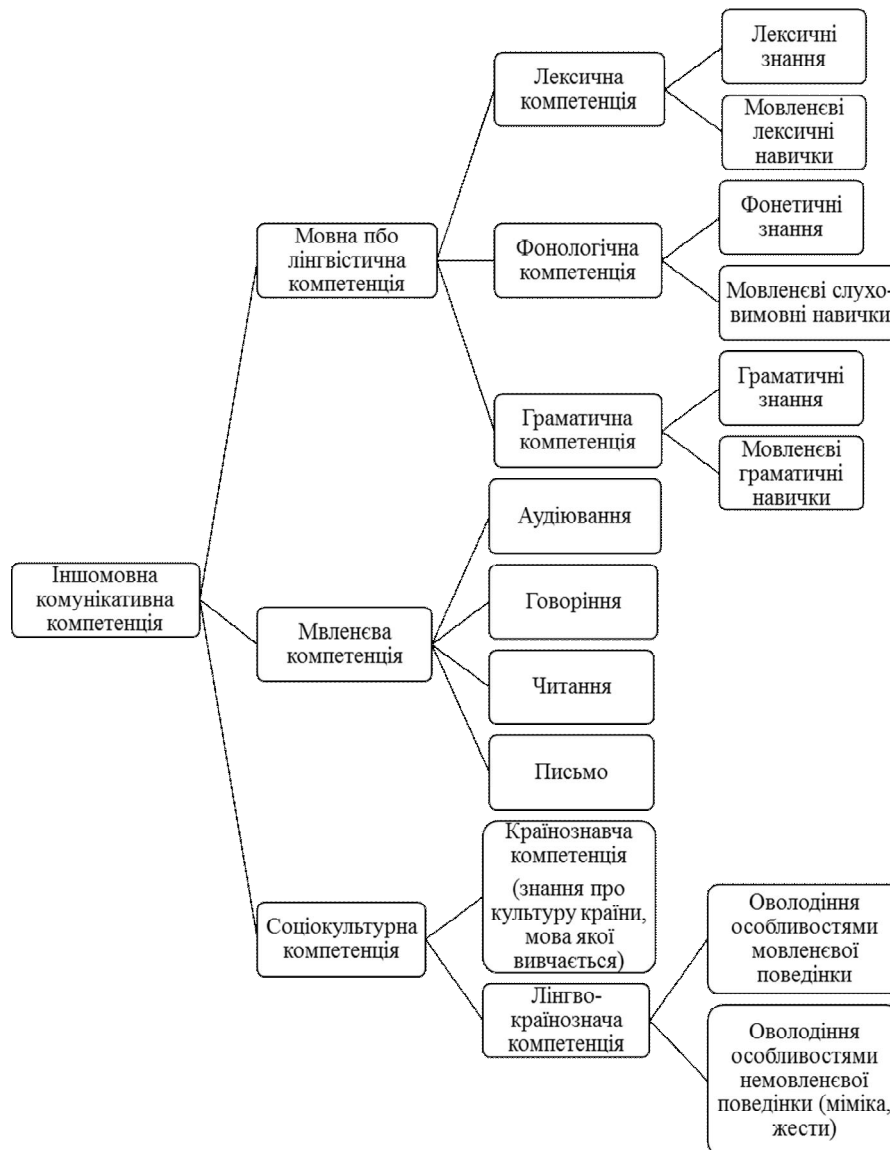 Іншомовна
комунікативна
компетенція
Мовна пбо
лінгвістична
компетенція
Лексична
компетенція
Лексичні
знання
Мовленєві
лексичні
навички
Фонологічна
компетенція
Фонетичні
знання
Мовленєві слухо-
вимовні навички
Граматична
компетенція
Граматичні
знання
Мовленєві
граматичні
навички
Мвленєва
компетенція
Аудіювання
Говоріння
Читання
Письмо
Соціокультурна
компетенція
Країнознавча
компетенція
(знання про
культуру країни,
мова якої
вивчається)
Лінгво-
країнознача
компетенція
Оволодіння
особливостями
мовленєвої
поведінки
Оволодіння
особливостями
немовленєвої
поведінки (міміка,
жести)